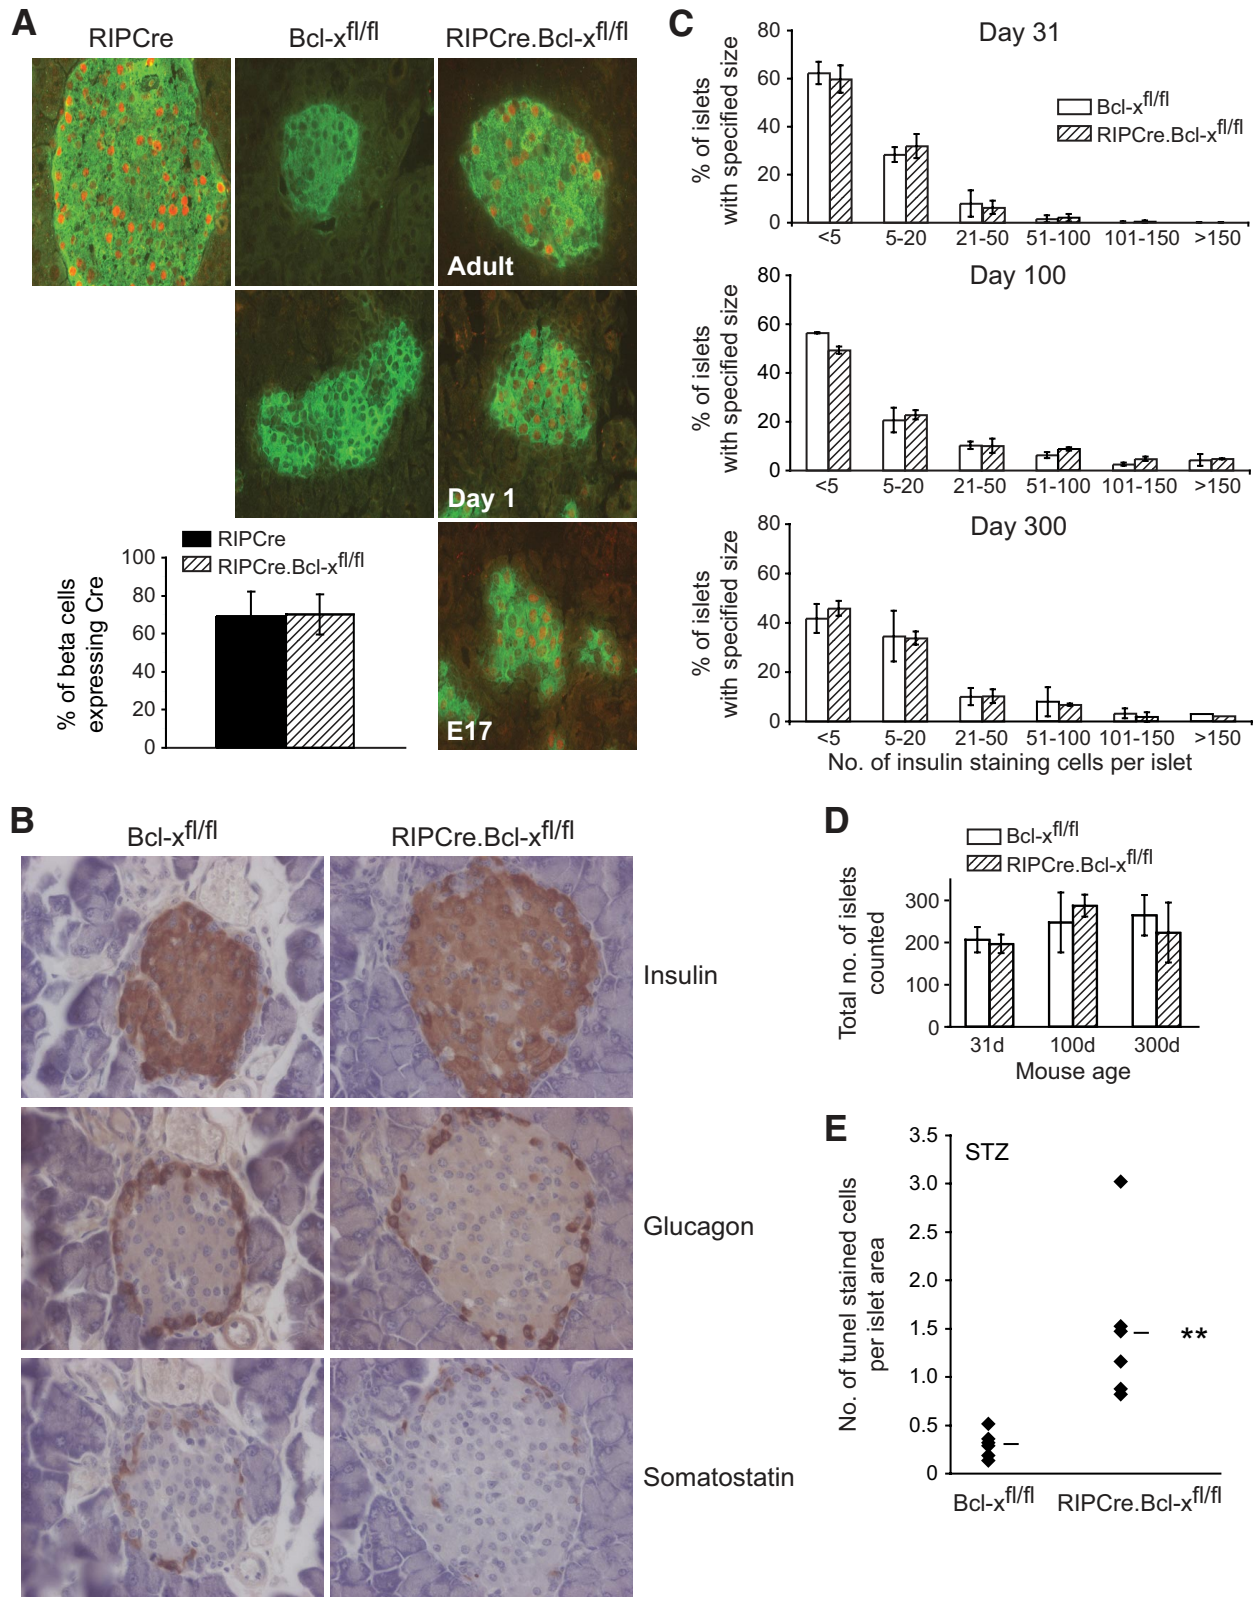 A
RIPCre
Bcl-xfl/fl
RIPCre.Bcl-xfl/fl
Adult
Day 1
E17
RIPCre
RIPCre.Bcl-xfl/fl
% of beta cells
expressing Cre
100
80
60
40
20
0
B
Bcl-xfl/fl
RIPCre.Bcl-xfl/fl
Insulin
Glucagon
Somatostatin
C
Day 31
Bcl-xfl/fl
RIPCre.Bcl-xfl/fl
% of islets
with specified size
80
60
40
20
0
<5 5-20 21-50 51-100 101-150 >150
Day 100
% of islets
with specified size
80
60
40
20
0
<5 5-20 21-50 51-100 101-150 >150
Day 300
% of islets
with specified size
80
60
40
20
0
<5 5-20 21-50 51-100 101-150 >150
No. of insulin staining cells per islet
D
Bcl-xfl/fl
RIPCre.Bcl-xfl/fl
Total no. of islets
counted
300
200
100
0
31d 100d 300d
Mouse age
E
STZ
No. of tunel stained cells
per islet area
3.5
3.0
2.5
2.0
1.5
1.0
0.5
0
**
Bcl-xfl/fl RIPCre.Bcl-xfl/fl